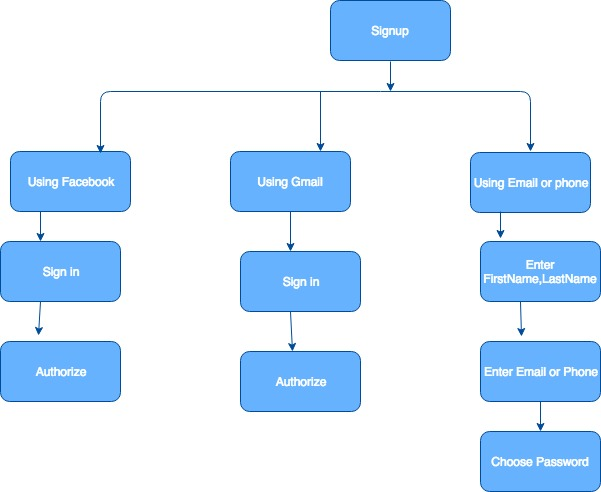 Signup
Using Facebook
Using Gmail
Using Email or phone
Sign in
Sign in
Enter
FirstName,LastName
Authorize
Authorize
Enter Email or Phone
Choose Password